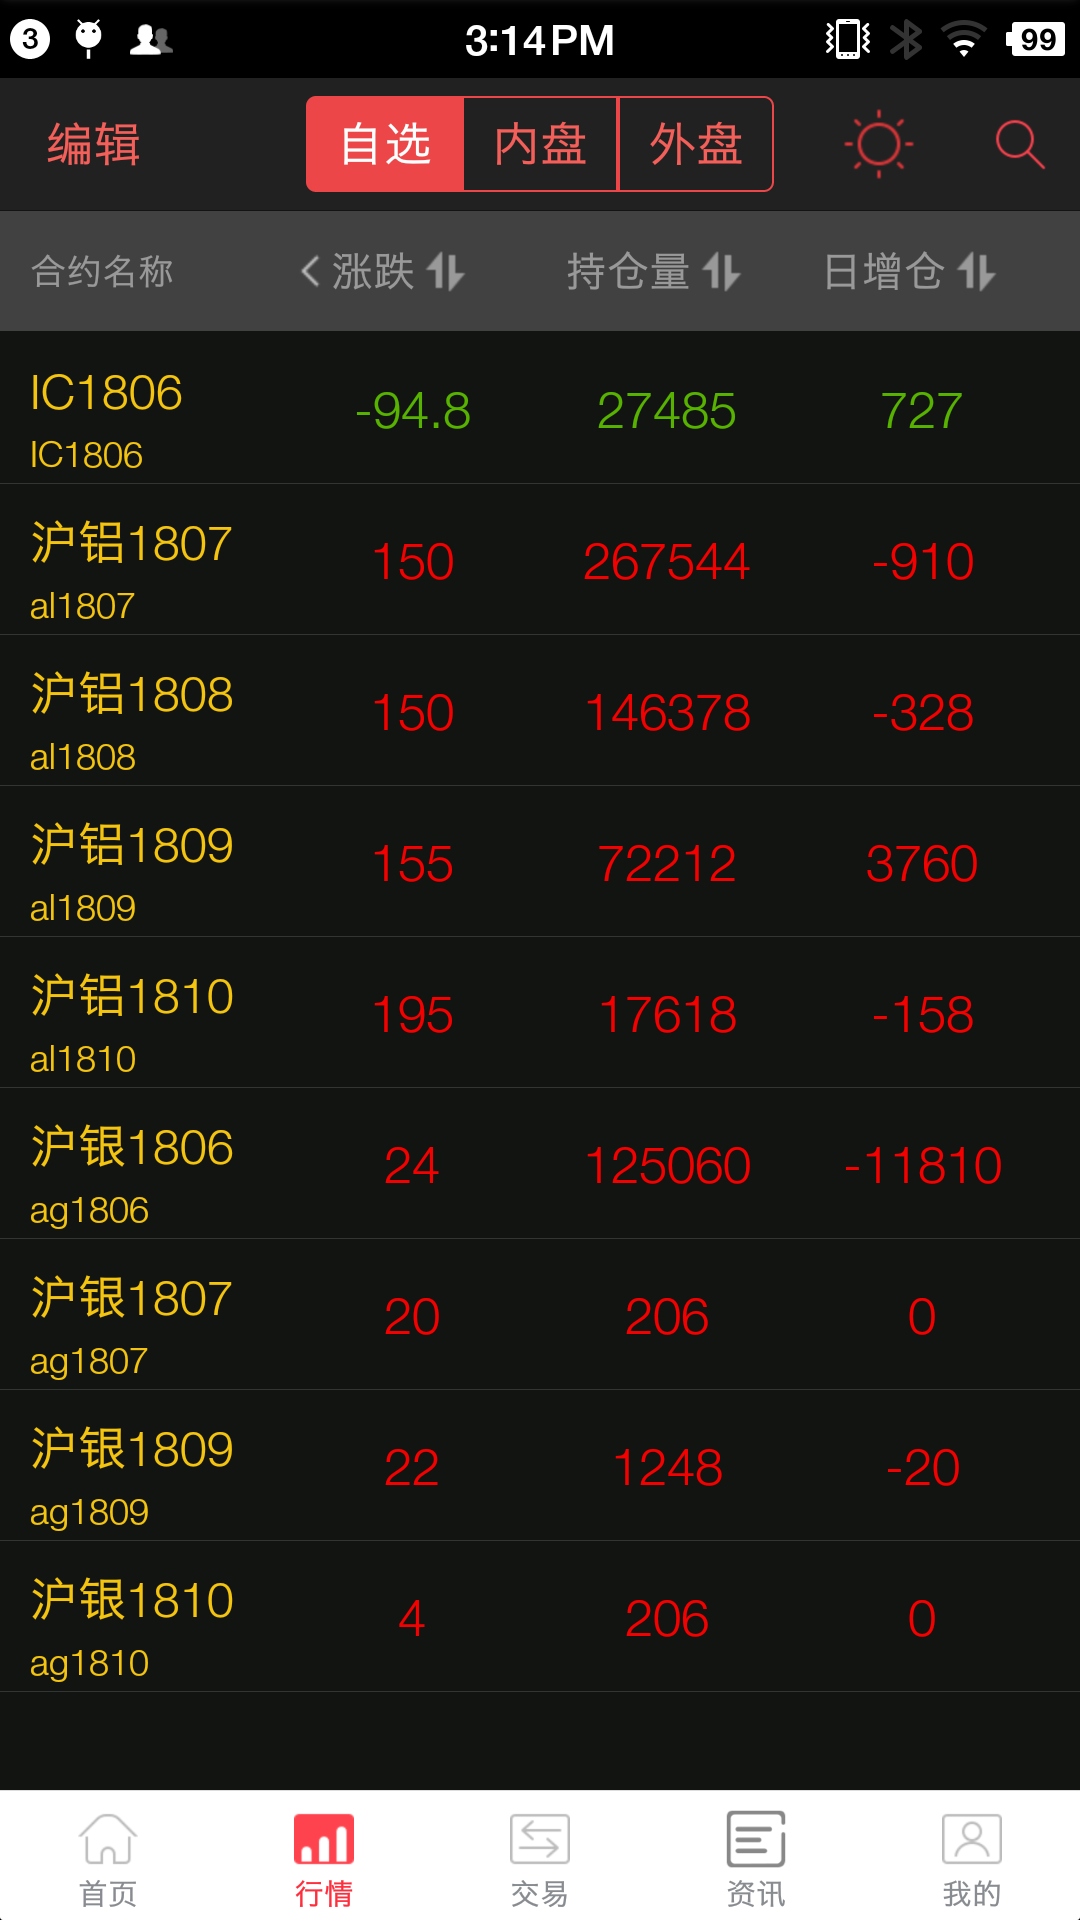 3 3:14 PM 99
编辑 自选 内盘 外盘
合约名称 涨跌 持仓量 日增仓
IC1806 -94.8 27485 727
IC1806
沪铝1807 150 267544 -910
al1807
沪铝1808 150 146378 -328
al1808
沪铝1809 155 72212 3760
al1809
沪铝1810 195 17618 -158
al1810
沪银1806 24 125060 -11810
ag1806
沪银1807 20 206 0
ag1807
沪银1809 22 1248 -20
ag1809
沪银1810 4 206 0
ag1810
首页 行情 交易 资讯 我的